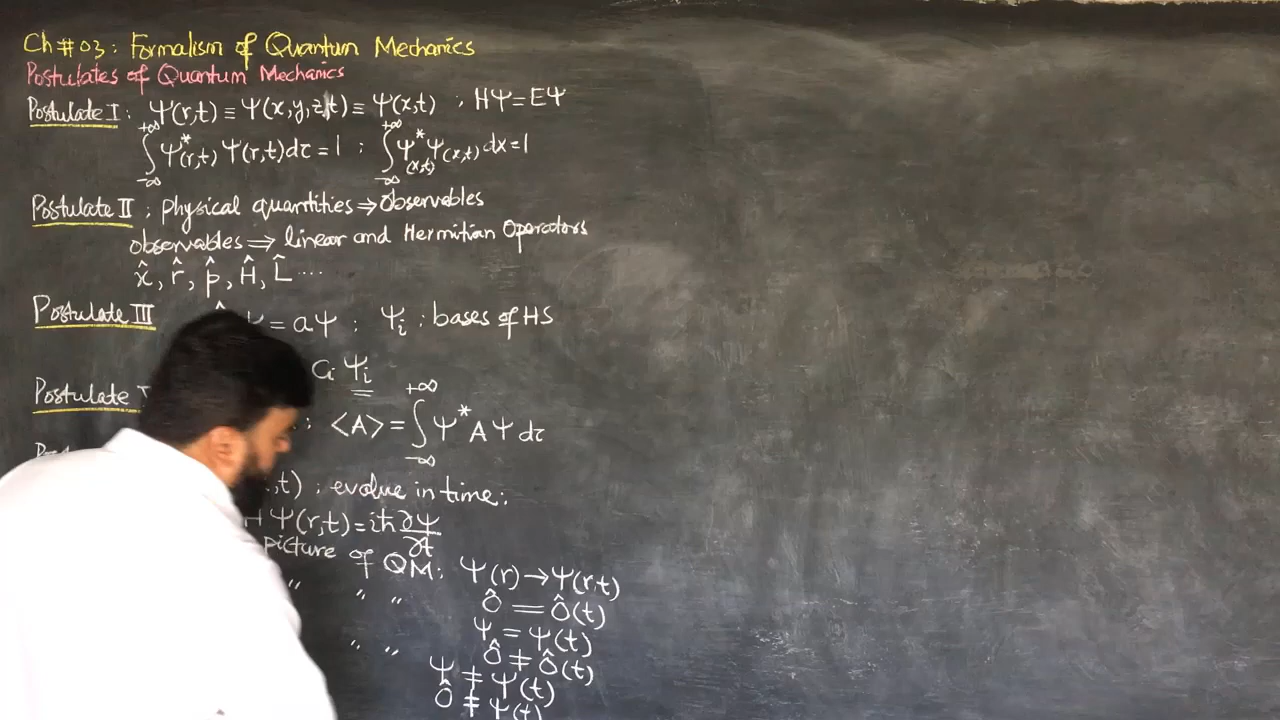 Ch # 03: Formalism of Quantum Mechanics
Postulates of Quantum Mechanics
Postulate I: Ψ(r,t) ≡ Ψ(x,y,z,t) ≡ Ψ(x,t) ; HΨ=EΨ
∫_{-∞}^{+∞} Ψ*(r,t) Ψ(r,t)dτ = 1 ; ∫_{-∞}^{+∞} Ψ*(x,t) Ψ(x,t) dx = 1
Postulate II ; physical quantities ⇒ Observables
observables ⇒ linear and Hermitian Operators
x̂, r̂, p̂, Ĥ, L̂ ....
Postulate III = aΨ ; Ψi ; bases of HS
Ψi
Postulate
; <A> = ∫_{-∞}^{+∞} Ψ* A Ψ dτ
,t) ; evolve in time;
Ψ(r,t) = iħ ∂Ψ/∂t
picture of QM; Ψ(r) → Ψ(r,t)
" " " Ô = Ô(t)
Ψ = Ψ(t)
" " Ô ≠ Ô(t)
Ψ ≠ Ψ(t)
Ô ≠ Ψ(t)